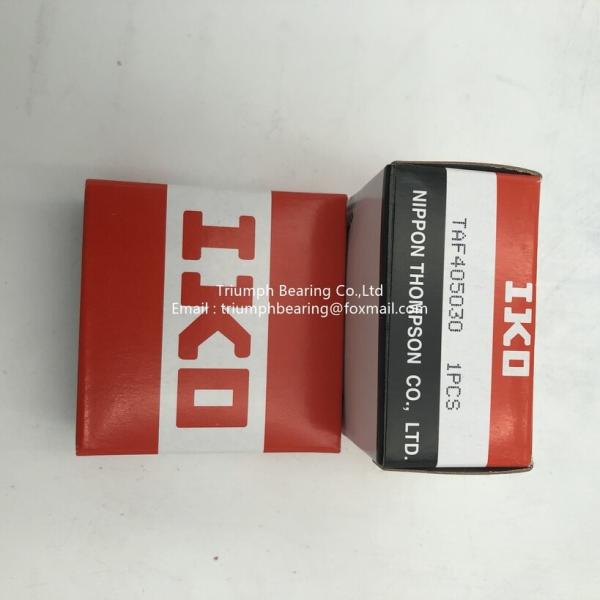 IKO
IKO
TAF405030 1PCS
NIPPON THOMPSON CO., LTD.
Triumph Bearing Co.,Ltd
Email : triumphbearing@foxmail.com